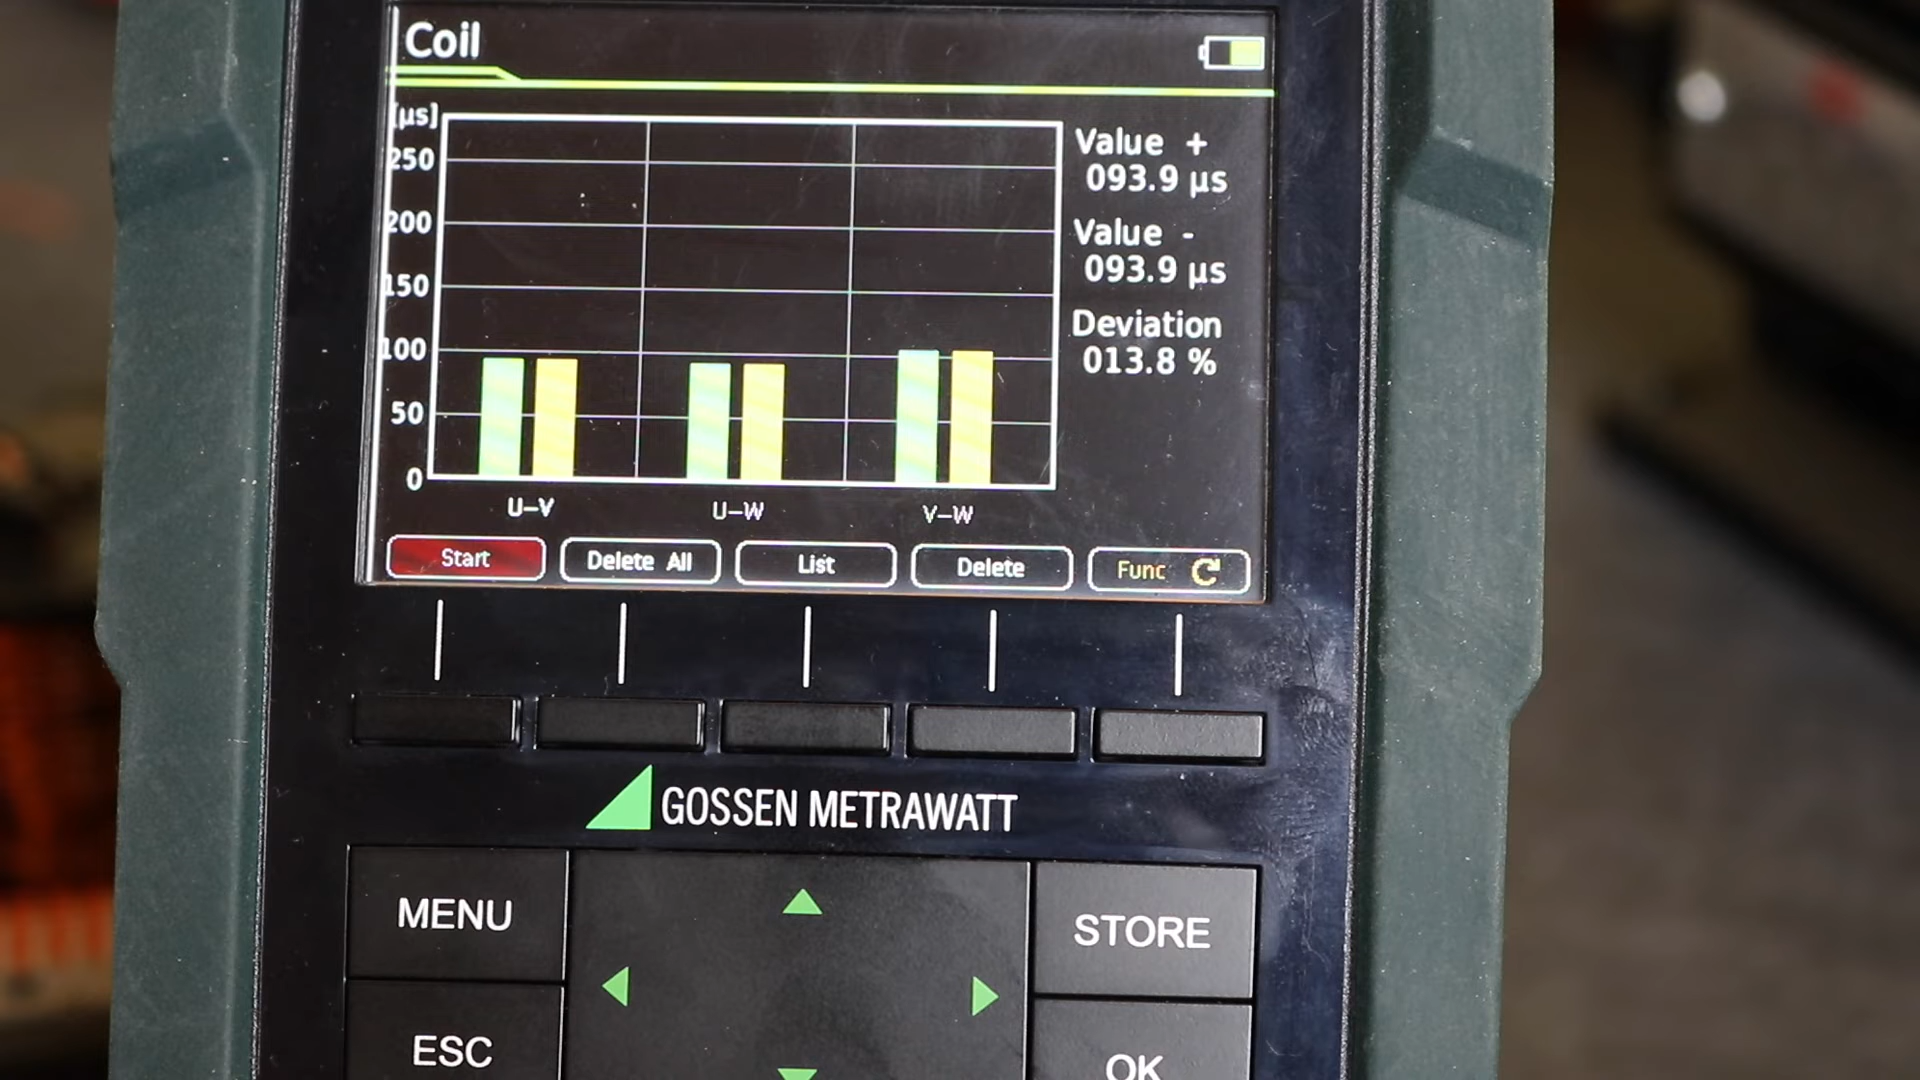 Coil
[µs]
250
200
150
100
50
0
U–V
U–W
V–W
Value +
093.9 µs
Value -
093.9 µs
Deviation
013.8 %
Start
Delete All
List
Delete
Func
GOSSEN METRAWATT
MENU
STORE
ESC
OK